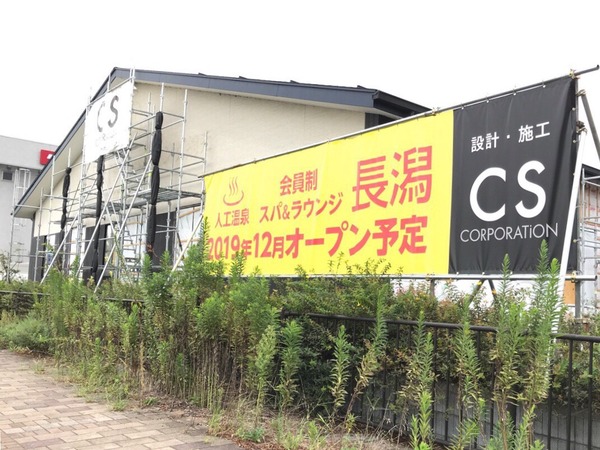 CS
人工温泉
会員制
スパ&ラウンジ
長潟
2019年12月オープン予定
設計・施工
CS
CORPORATiON